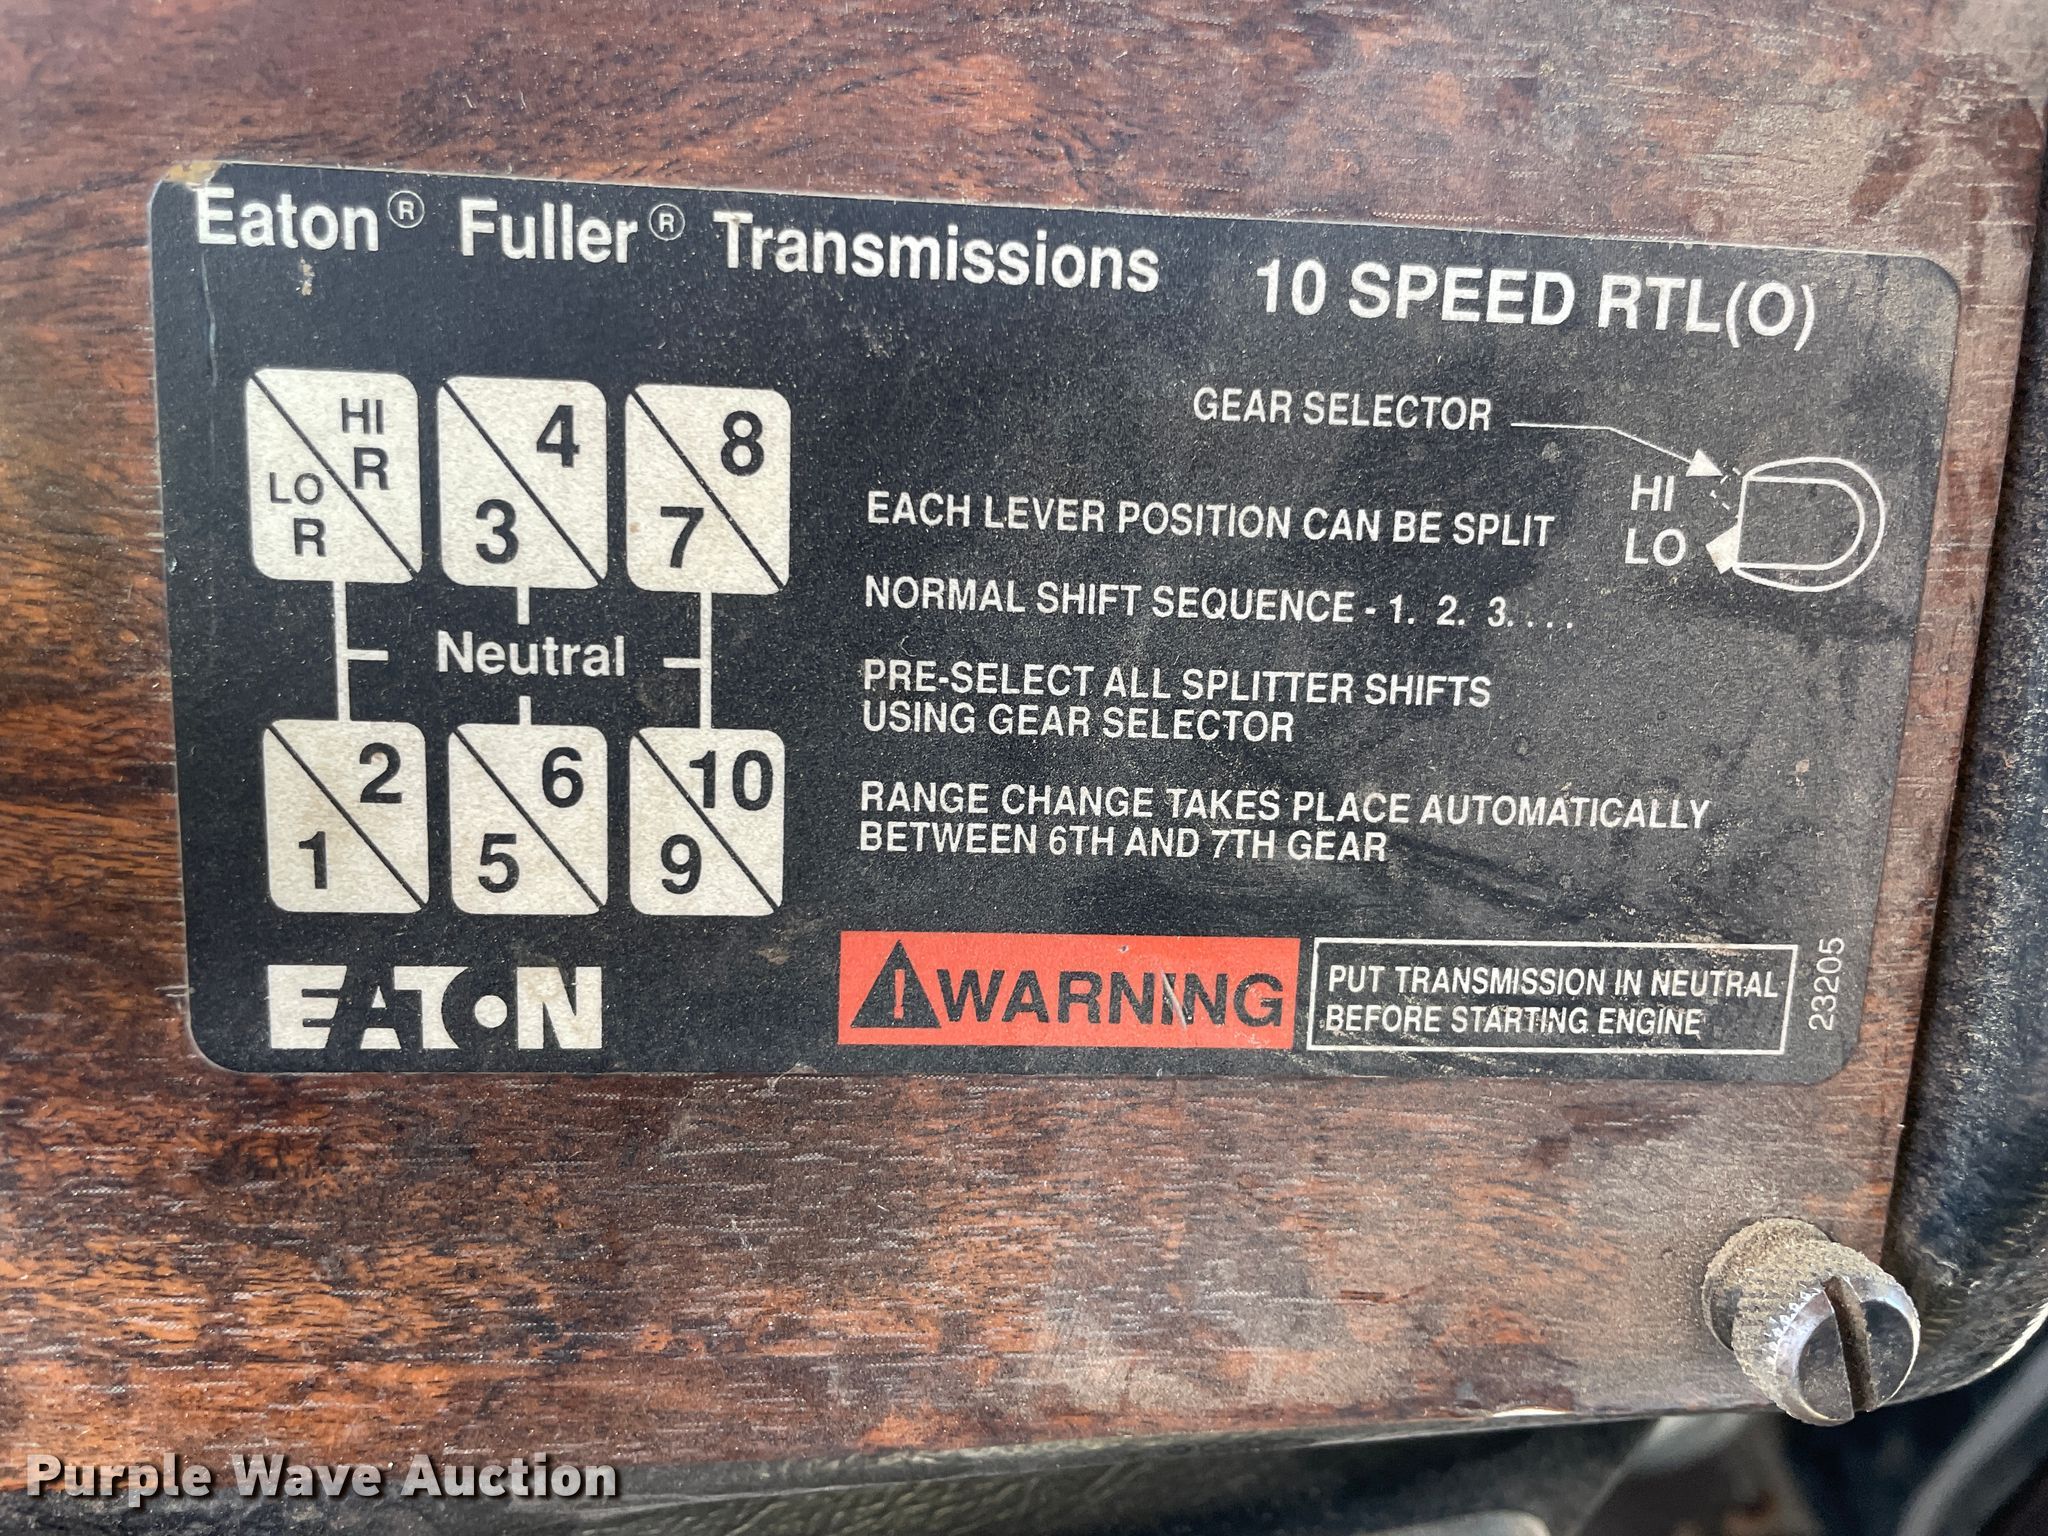 Eaton® Fuller® Transmissions 10 SPEED RTL(O)
HI
R
LO
R
4
3
8
7
Neutral
2
1
6
5
10
9
GEAR SELECTOR
HI
LO
EACH LEVER POSITION CAN BE SPLIT
NORMAL SHIFT SEQUENCE - 1. 2. 3. . . .
PRE-SELECT ALL SPLITTER SHIFTS
USING GEAR SELECTOR
RANGE CHANGE TAKES PLACE AUTOMATICALLY
BETWEEN 6TH AND 7TH GEAR
EATON
WARNING
PUT TRANSMISSION IN NEUTRAL
BEFORE STARTING ENGINE
23205
Purple Wave Auction